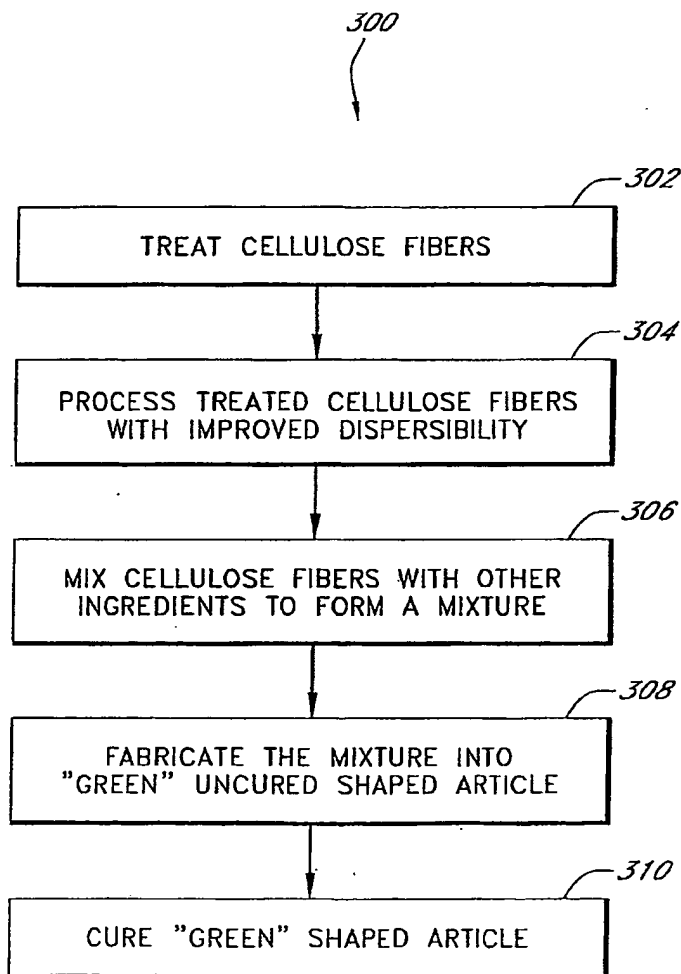 300
302
TREAT CELLULOSE FIBERS
304
PROCESS TREATED CELLULOSE FIBERS
WITH IMPROVED DISPERSIBILITY
306
MIX CELLULOSE FIBERS WITH OTHER
INGREDIENTS TO FORM A MIXTURE
308
FABRICATE THE MIXTURE INTO
"GREEN" UNCURED SHAPED ARTICLE
310
CURE "GREEN" SHAPED ARTICLE